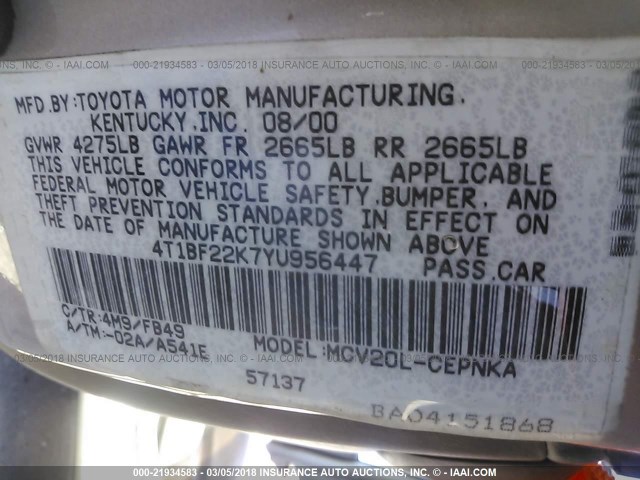 000-21934583 - 03/05/2018 INSURANCE AUTO AUCTIONS - © IAAI.COM
MFD.BY:TOYOTA MOTOR MANUFACTURING,
KENTUCKY,INC. 08/00
GVWR 4275LB GAWR FR 2665LB RR 2665LB
THIS VEHICLE CONFORMS TO ALL APPLICABLE
FEDERAL MOTOR VEHICLE SAFETY,BUMPER, AND
THEFT PREVENTION STANDARDS IN EFFECT ON
THE DATE OF MANUFACTURE SHOWN ABOVE
4T1BF22K7YU956447 PASS.CAR
C/TR:4M9/FB49
A/TM:-02A/A541E
MODEL:MCV20L-CEPNKA
57137
BA04151868
000-21934583 - 03/05/2018 INSURANCE AUTO AUCTIONS - © IAAI.COM